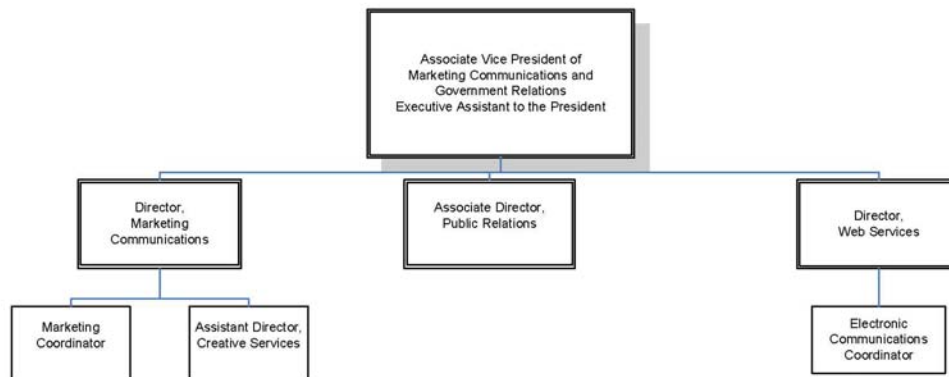 Associate Vice President of
Marketing Communications and
Government Relations
Executive Assistant to the President
Director,
Marketing
Communications
Associate Director,
Public Relations
Director,
Web Services
Marketing
Coordinator
Assistant Director,
Creative Services
Electronic
Communications
Coordinator